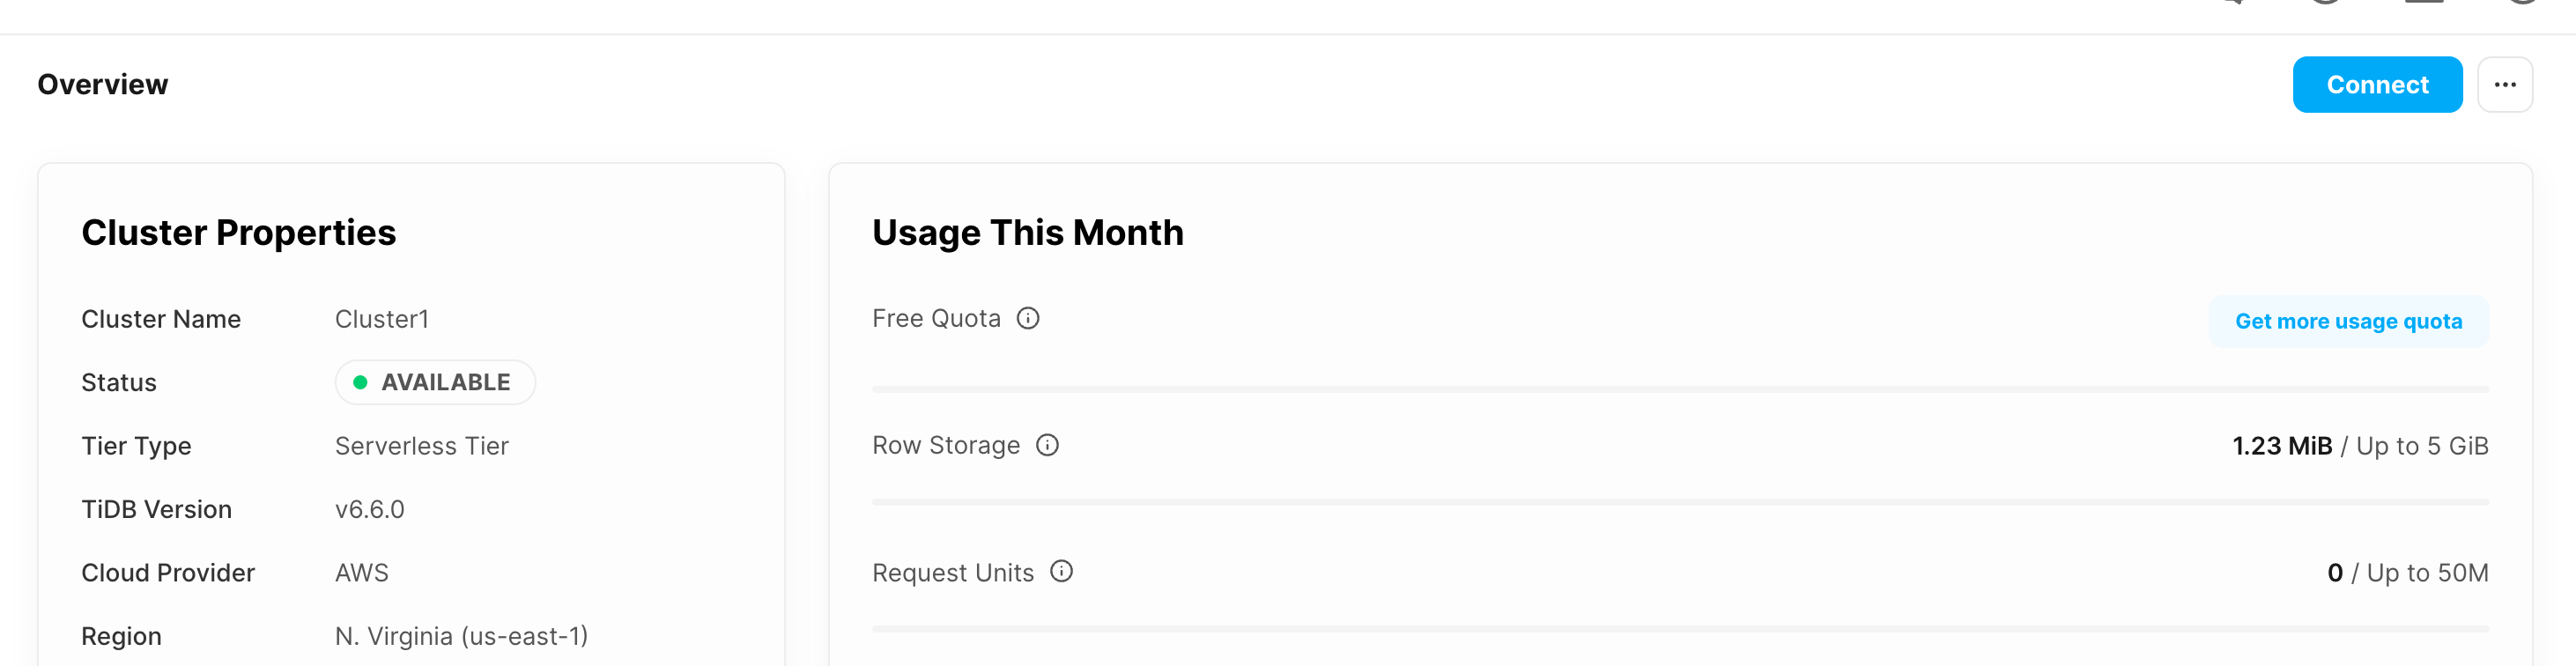 Overview
Connect
Cluster Properties
Cluster Name Cluster1
Status AVAILABLE
Tier Type Serverless Tier
TiDB Version v6.6.0
Cloud Provider AWS
Region N. Virginia (us-east-1)
Usage This Month
Free Quota
Get more usage quota
Row Storage 1.23 MiB / Up to 5 GiB
Request Units 0 / Up to 50M